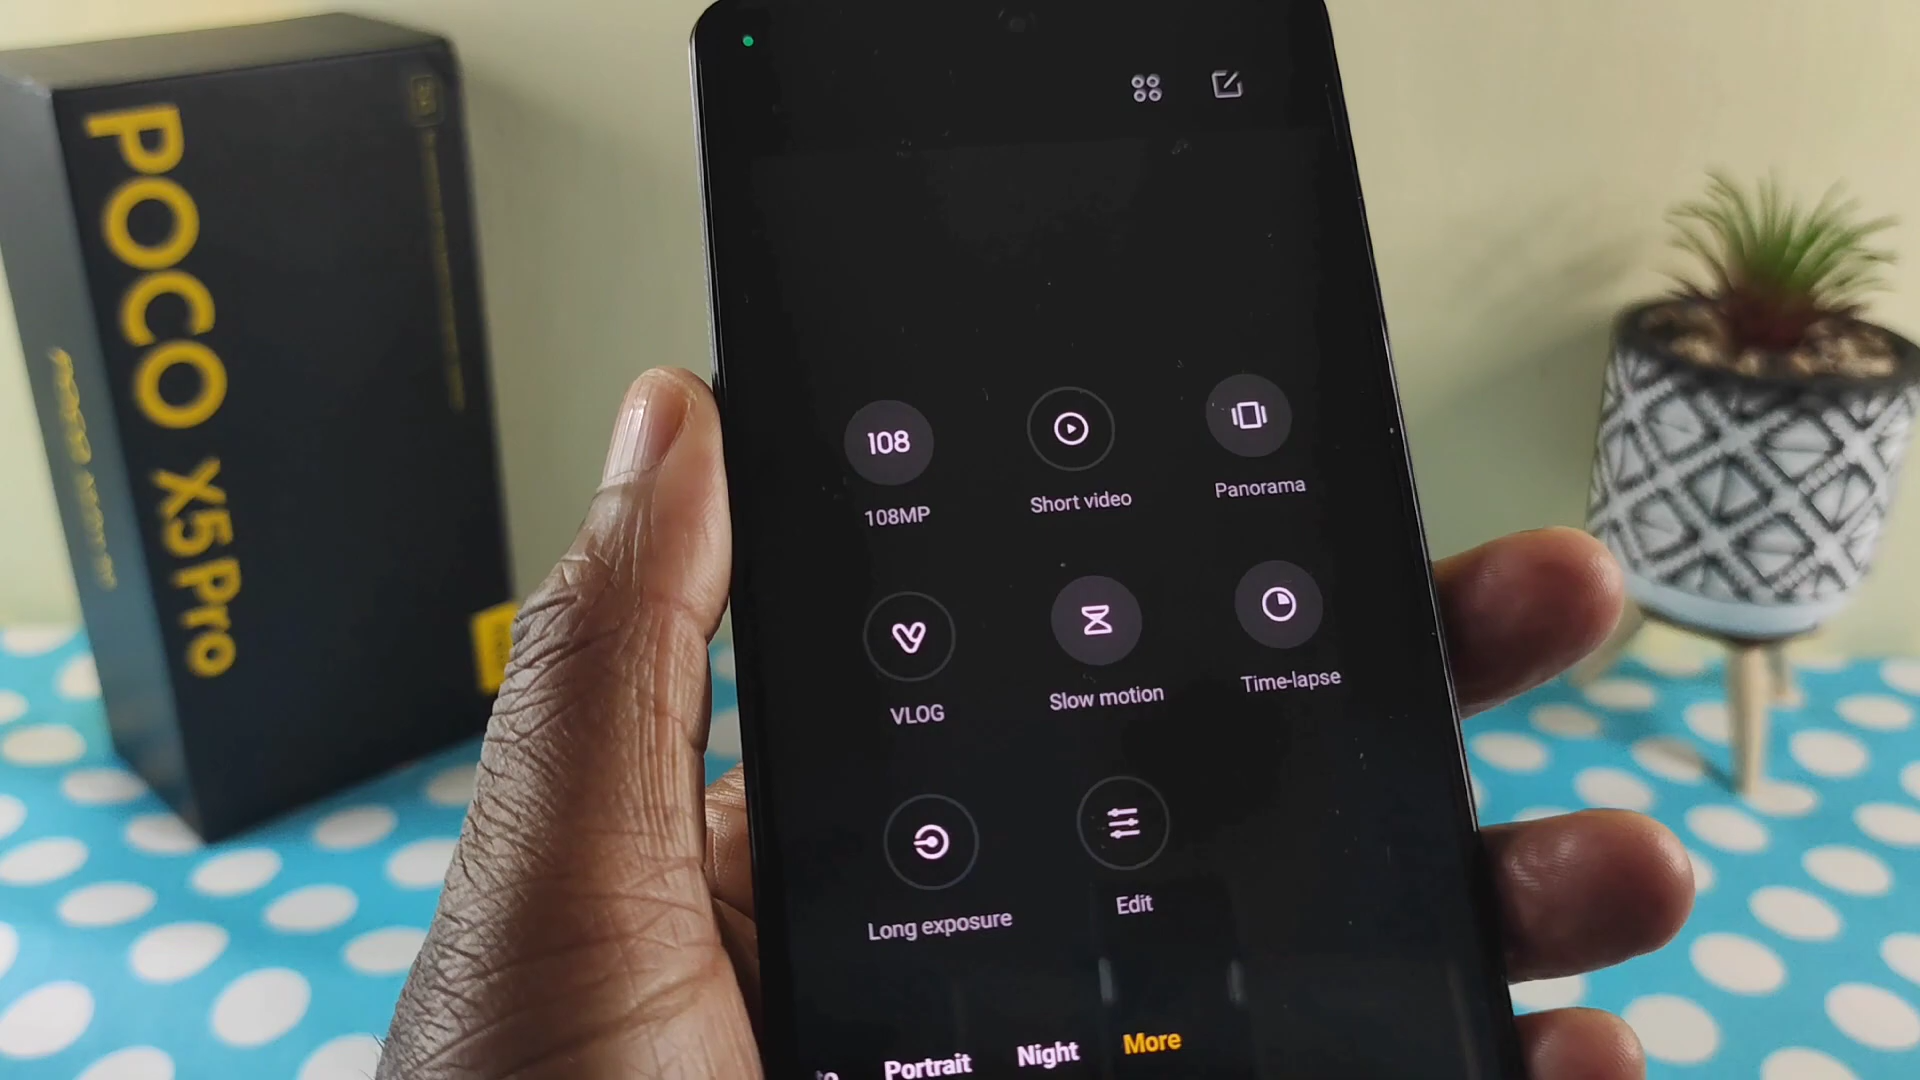 POCO X5 Pro
108
108MP
Short video
Panorama
VLOG
Slow motion
Time-lapse
Long exposure
Edit
Portrait
Night
More